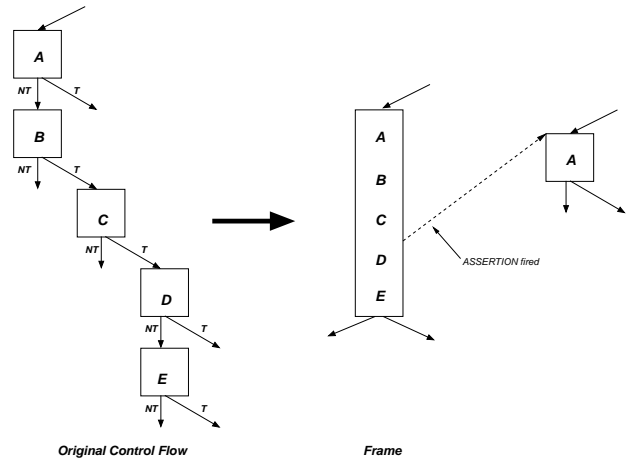 A
NT T
B
NT T
C
NT T
D
NT T
E
NT T
Original Control Flow
A
B
C
D
E
Frame
A
ASSERTION fired